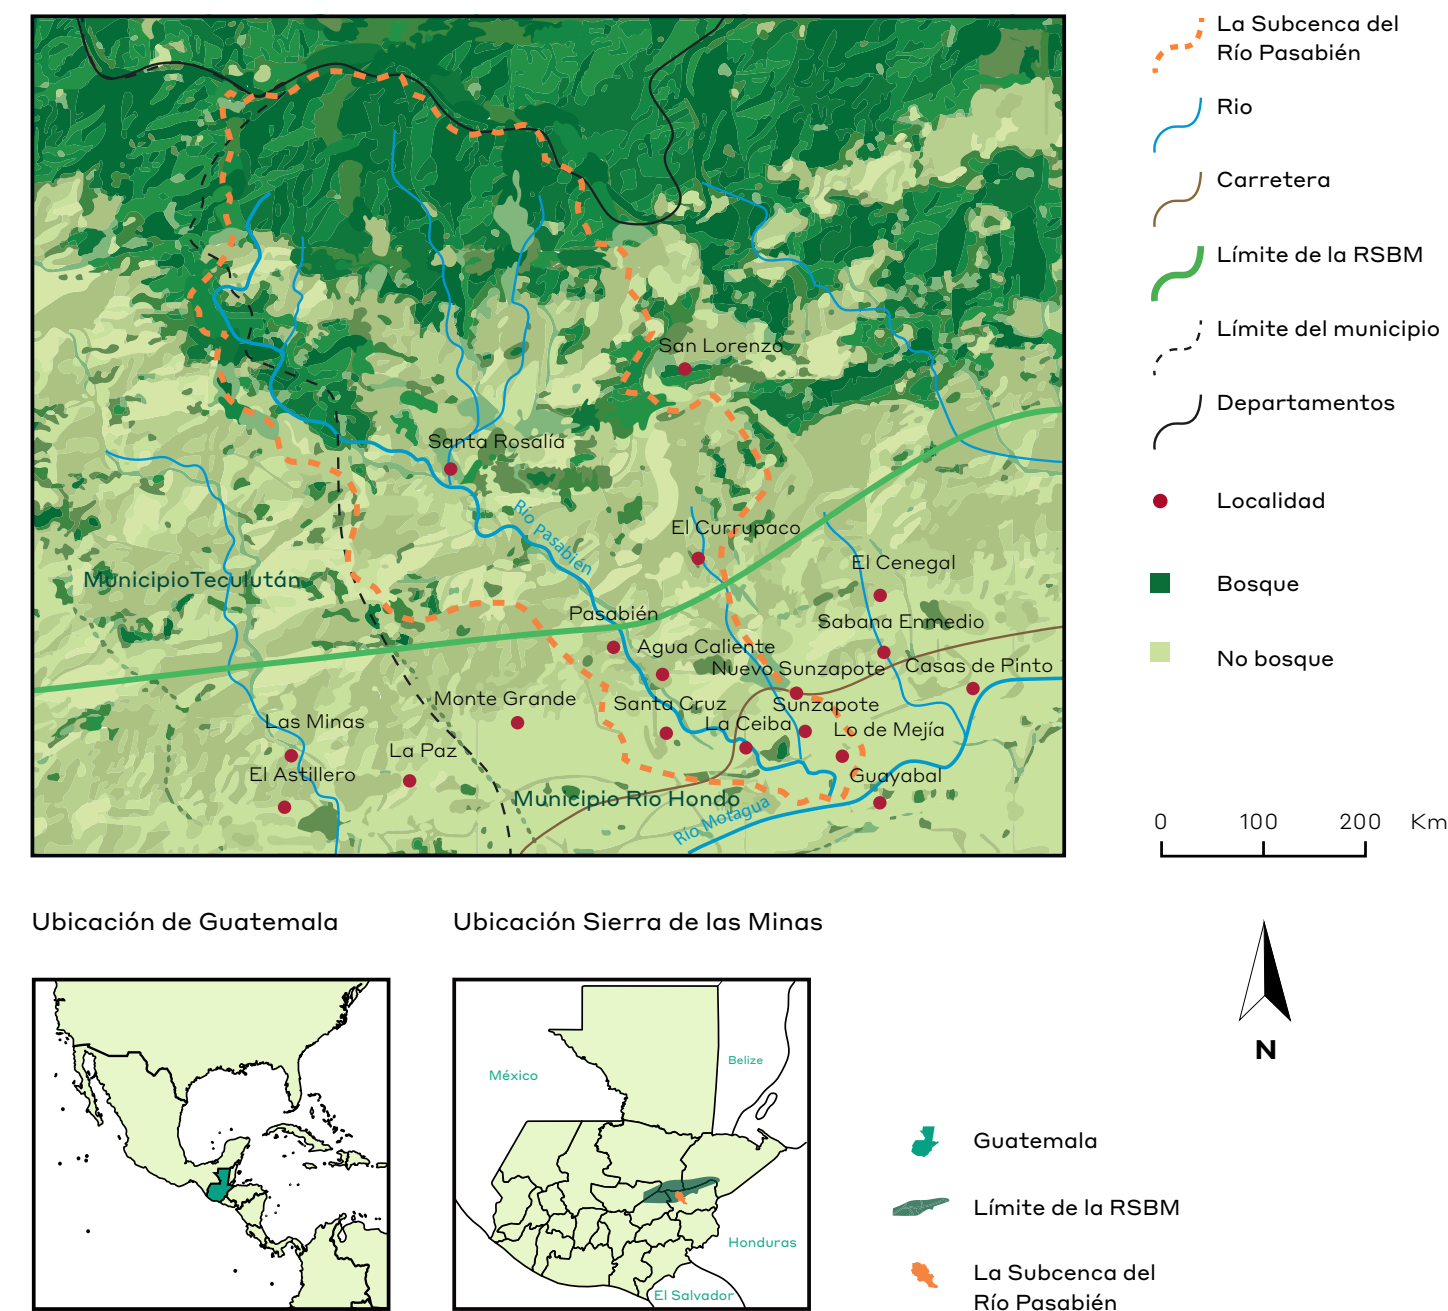 La Subcenca del
Río Pasabién
Rio
Carretera
Límite de la RSBM
Límite del municipio
Departamentos
Localidad
Bosque
No bosque
San Lorenzo
Santa Rosalía
Río pasabién
El Currupaco
El Cenegal
Municipio Teculután
Pasabién
Sabana Enmedio
Agua Caliente
Nuevo Sunzapote
Casas de Pinto
Monte Grande
Santa Cruz
Sunzapote
Las Minas
La Ceiba
Lo de Mejía
La Paz
El Astillero
Guayabal
Municipio Rio Hondo
Río Motagua
0 100 200 Km
Ubicación de Guatemala
Ubicación Sierra de las Minas
N
México
Belize
Honduras
El Salvador
Guatemala
Límite de la RSBM
La Subcenca del
Río Pasabién